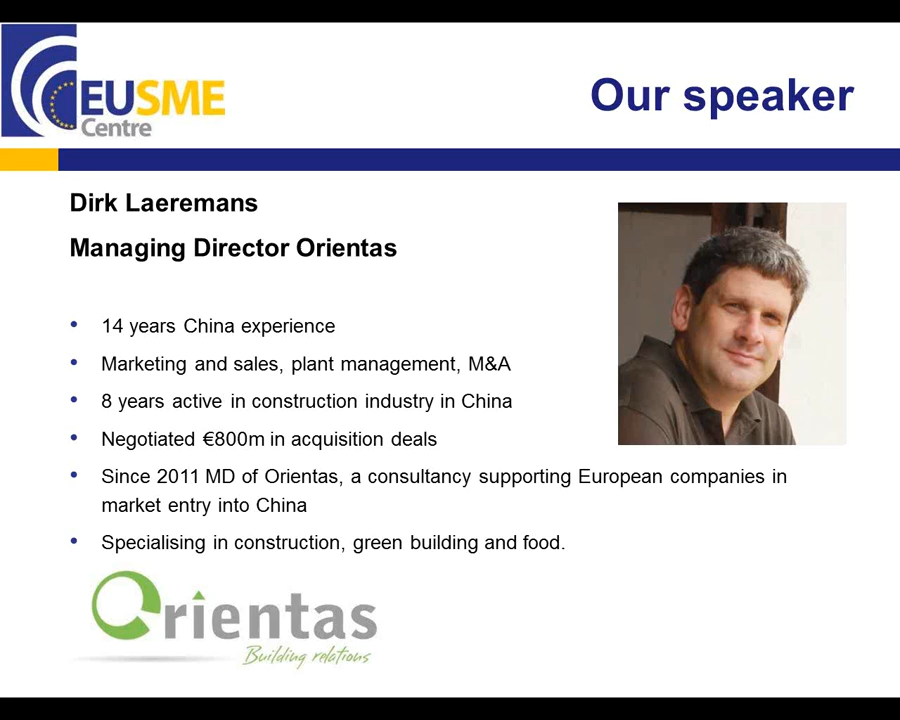 EUSME
Centre
Our speaker
Dirk Laeremans
Managing Director Orientas
• 14 years China experience
• Marketing and sales, plant management, M&A
• 8 years active in construction industry in China
• Negotiated €800m in acquisition deals
• Since 2011 MD of Orientas, a consultancy supporting European companies in
market entry into China
• Specialising in construction, green building and food.
Orientas
Building relations